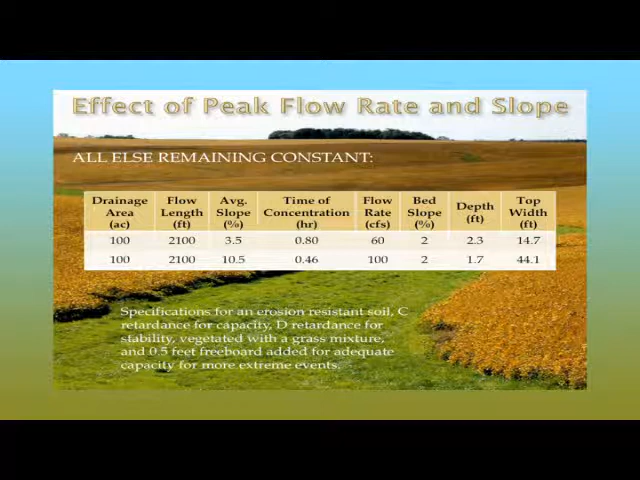 Effect of Peak Flow Rate and Slope
ALL ELSE REMAINING CONSTANT:
Drainage Area (ac) Flow Length (ft) Avg. Slope (%) Time of Concentration (hr) Flow Rate (cfs) Bed Slope (%) Depth (ft) Top Width (ft)
100 2100 3.5 0.80 60 2 2.3 14.7
100 2100 10.5 0.46 100 2 1.7 44.1
Specifications for an erosion resistant soil, C
retardance for capacity, D retardance for
stability, vegetated with a grass mixture,
and 0.5 feet freeboard added for adequate
capacity for more extreme events.